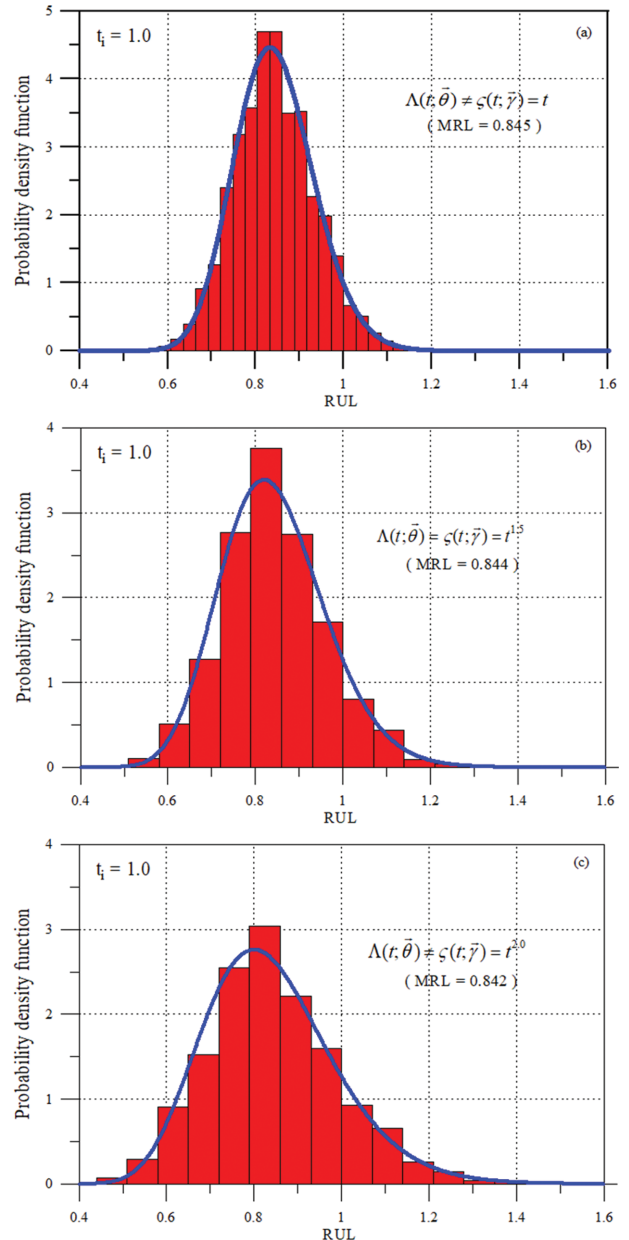 5
t_i = 1.0
(a)
4
Λ(t;θ⃗) ≠ ς(t;γ⃗) = t
( MRL = 0.845 )
3
2
1
0
Probability density function
0.4 0.6 0.8 1 1.2 1.4 1.6
RUL
4
t_i = 1.0
(b)
3
Λ(t;θ⃗) = ς(t;γ⃗) = t^1.5
( MRL = 0.844 )
2
1
0
Probability density function
0.4 0.6 0.8 1 1.2 1.4 1.6
RUL
4
t_i = 1.0
(c)
3
Λ(t;θ⃗) ≠ ς(t;γ⃗) = t^2.0
( MRL = 0.842 )
2
1
0
Probability density function
0.4 0.6 0.8 1 1.2 1.4 1.6
RUL